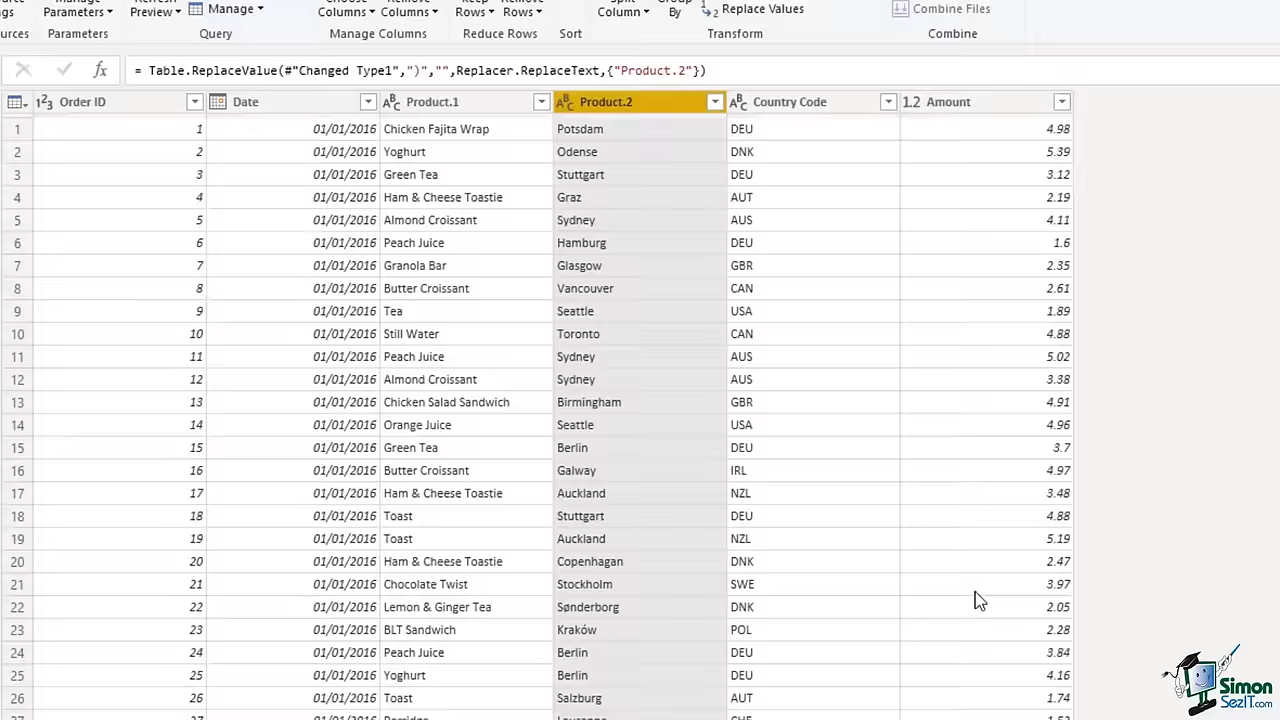 Parameters Preview Manage Columns Columns Rows Rows Column By Replace Values Combine Files
Parameters Query Manage Columns Reduce Rows Sort Transform Combine
fx = Table.ReplaceValue(#"Changed Type1",")","",Replacer.ReplaceText,{"Product.2"})
1 2 3 Order ID Date ABC Product.1 ABC Product.2 ABC Country Code 1.2 Amount
1 1 01/01/2016 Chicken Fajita Wrap Potsdam DEU 4.98
2 2 01/01/2016 Yoghurt Odense DNK 5.39
3 3 01/01/2016 Green Tea Stuttgart DEU 3.12
4 4 01/01/2016 Ham & Cheese Toastie Graz AUT 2.19
5 5 01/01/2016 Almond Croissant Sydney AUS 4.11
6 6 01/01/2016 Peach Juice Hamburg DEU 1.6
7 7 01/01/2016 Granola Bar Glasgow GBR 2.35
8 8 01/01/2016 Butter Croissant Vancouver CAN 2.61
9 9 01/01/2016 Tea Seattle USA 1.89
10 10 01/01/2016 Still Water Toronto CAN 4.88
11 11 01/01/2016 Peach Juice Sydney AUS 5.02
12 12 01/01/2016 Almond Croissant Sydney AUS 3.38
13 13 01/01/2016 Chicken Salad Sandwich Birmingham GBR 4.91
14 14 01/01/2016 Orange Juice Seattle USA 4.96
15 15 01/01/2016 Green Tea Berlin DEU 3.7
16 16 01/01/2016 Butter Croissant Galway IRL 4.97
17 17 01/01/2016 Ham & Cheese Toastie Auckland NZL 3.48
18 18 01/01/2016 Toast Stuttgart DEU 4.88
19 19 01/01/2016 Toast Auckland NZL 5.19
20 20 01/01/2016 Ham & Cheese Toastie Copenhagan DNK 2.47
21 21 01/01/2016 Chocolate Twist Stockholm SWE 3.97
22 22 01/01/2016 Lemon & Ginger Tea Sønderborg DNK 2.05
23 23 01/01/2016 BLT Sandwich Kraków POL 2.28
24 24 01/01/2016 Peach Juice Berlin DEU 3.84
25 25 01/01/2016 Yoghurt Berlin DEU 4.16
26 26 01/01/2016 Toast Salzburg AUT 1.74
Simon
SezIT.com